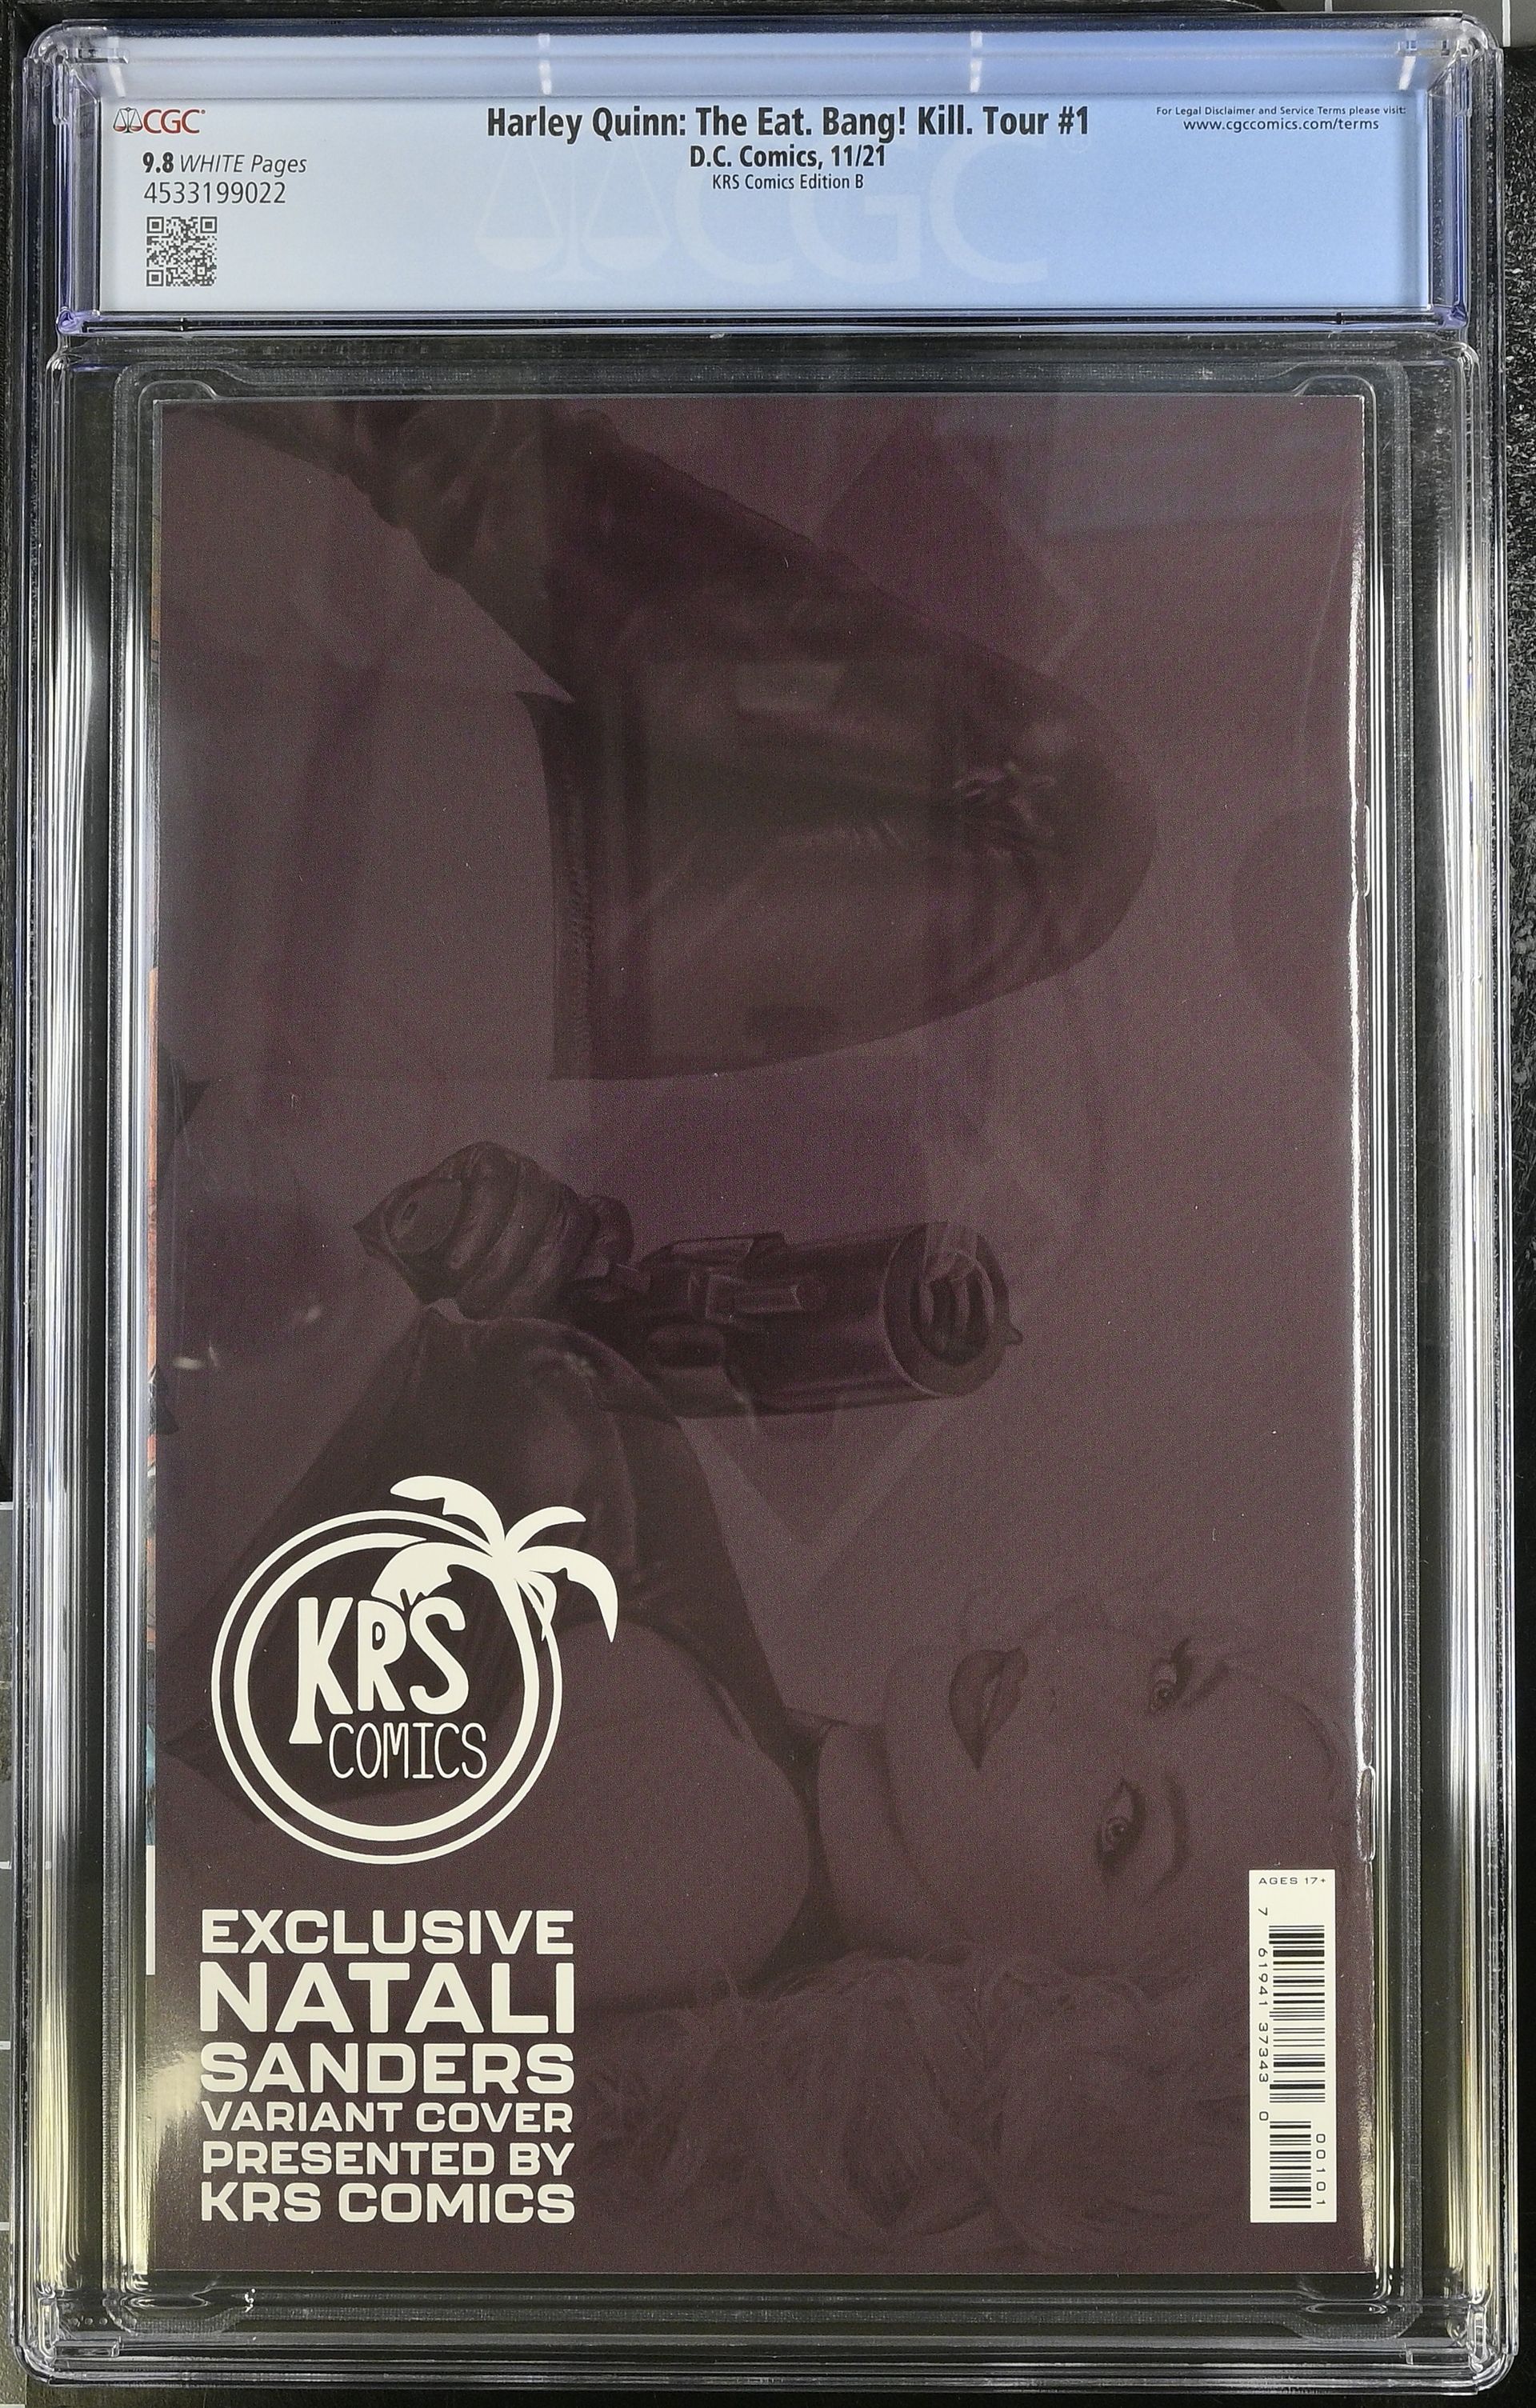 CGC
Harley Quinn: The Eat. Bang! Kill. Tour #1
For Legal Disclaimer and Service Terms please visit:
www.cgccomics.com/terms
9.8 WHITE Pages
D.C. Comics, 11/21
4533199022
KRS Comics Edition B
CGC
KRS
COMICS
EXCLUSIVE
NATALI
SANDERS
VARIANT COVER
PRESENTED BY
KRS COMICS
AGES 17+
7 61941 37343 0
00101